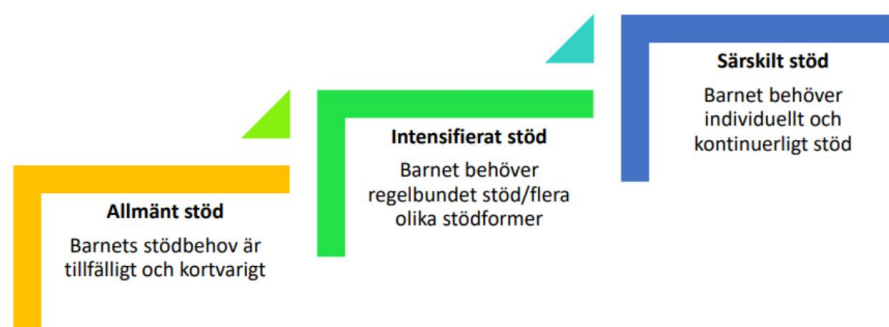 Allmänt stöd
Barnets stödbehov är
tillfälligt och kortvarigt
Intensifierat stöd
Barnet behöver
regelbundet stöd/flera
olika stödformer
Särskilt stöd
Barnet behöver
individuellt och
kontinuerligt stöd